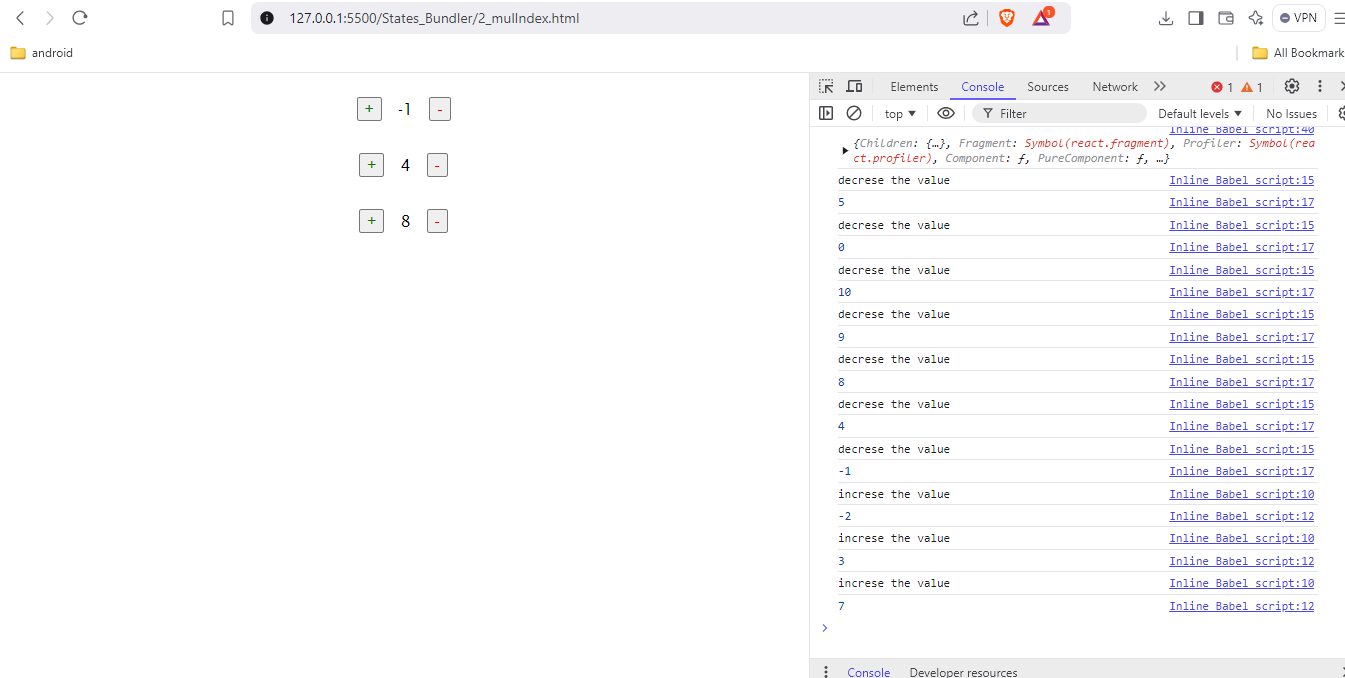 127.0.0.1:5500/States_Bundler/2_mulIndex.html
1
VPN
android
All Bookmark
+ -1 -
+ 4 -
+ 8 -
Elements Console Sources Network 1 1
top Filter Default levels No Issues
Inline Babel script:40
{Children: {…}, Fragment: Symbol(react.fragment), Profiler: Symbol(rea
ct.profiler), Component: ƒ, PureComponent: ƒ, …}
decrese the value Inline Babel script:15
5 Inline Babel script:17
decrese the value Inline Babel script:15
0 Inline Babel script:17
decrese the value Inline Babel script:15
10 Inline Babel script:17
decrese the value Inline Babel script:15
9 Inline Babel script:17
decrese the value Inline Babel script:15
8 Inline Babel script:17
decrese the value Inline Babel script:15
4 Inline Babel script:17
decrese the value Inline Babel script:15
-1 Inline Babel script:17
increse the value Inline Babel script:10
-2 Inline Babel script:12
increse the value Inline Babel script:10
3 Inline Babel script:12
increse the value Inline Babel script:10
7 Inline Babel script:12
Console Developer resources